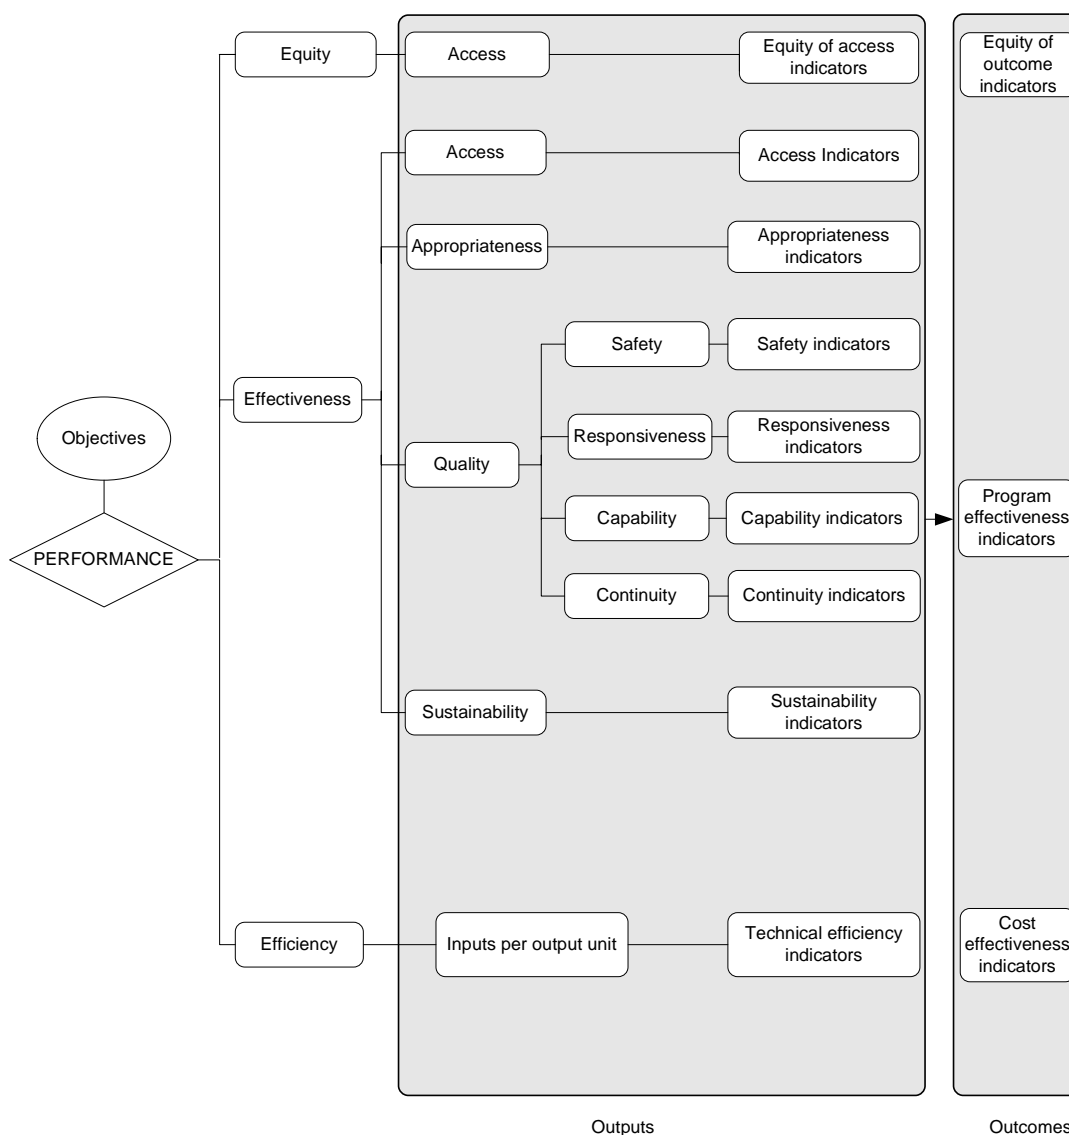 Equity
Access
Equity of access
indicators
Equity of
outcome
indicators
Access
Access Indicators
Appropriateness
Appropriateness
indicators
Safety
Safety indicators
Effectiveness
Objectives
Responsiveness
Responsiveness
indicators
Quality
Capability
Capability indicators
Program
effectiveness
indicators
PERFORMANCE
Continuity
Continuity indicators
Sustainability
Sustainability
indicators
Efficiency
Inputs per output unit
Technical efficiency
indicators
Cost
effectiveness
indicators
Outputs
Outcomes